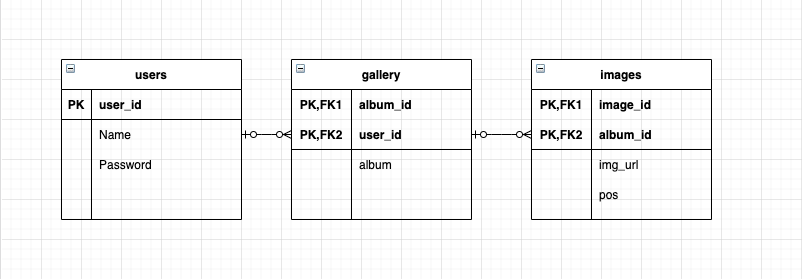 users
PK user_id
Name
Password
gallery
PK,FK1 album_id
PK,FK2 user_id
album
images
PK,FK1 image_id
PK,FK2 album_id
img_url
pos